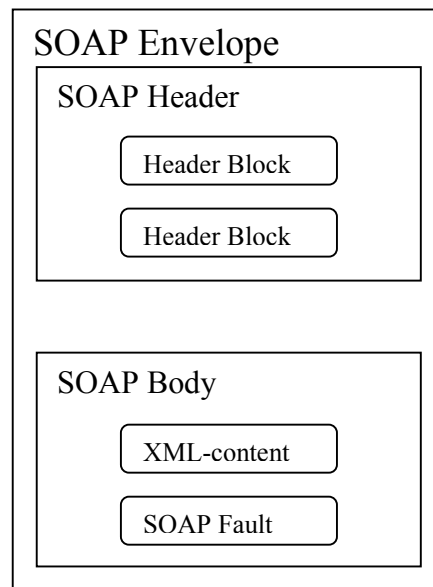 SOAP Envelope
SOAP Header
Header Block
Header Block
SOAP Body
XML-content
SOAP Fault